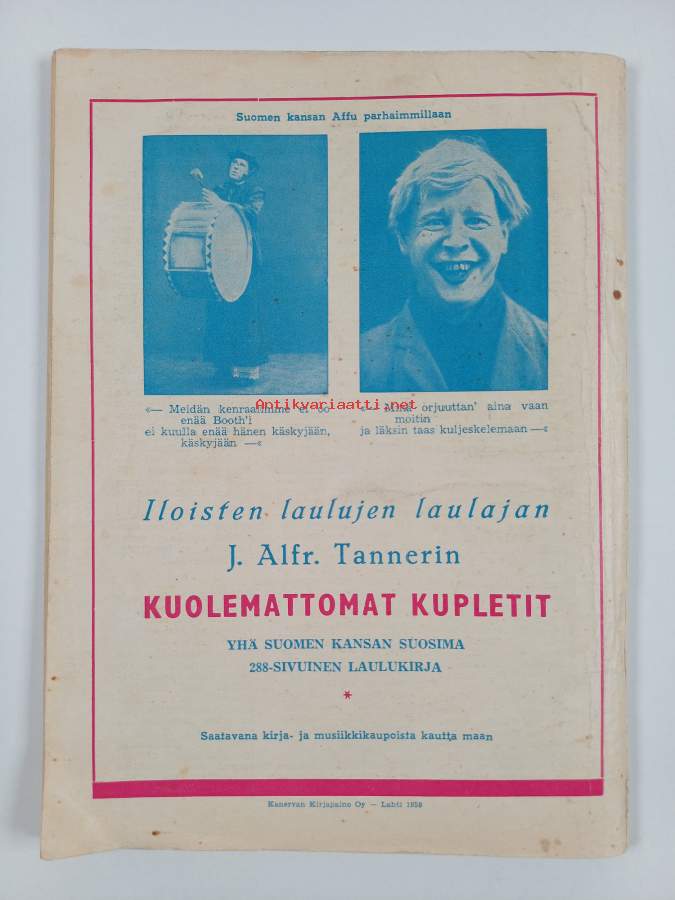 Suomen kansan Affu parhaimmillaan
«— Meidän kenraalimme ei oo
enää Booth'i
ei kuulla enää hänen käskyjään,
käskyjään —«
«— Minä orjuuttan' aina vaan
moitin
ja läksin taas kuljeskelemaan —«
Antikvariaatti.net
Iloisten laulujen laulajan
J. Alfr. Tannerin
KUOLEMATTOMAT KUPLETIT
YHÄ SUOMEN KANSAN SUOSIMA
288-SIVUINEN LAULUKIRJA
*
Saatavana kirja- ja musiikkikaupoista kautta maan
Kanervan Kirjapaino Oy — Lahti 1958